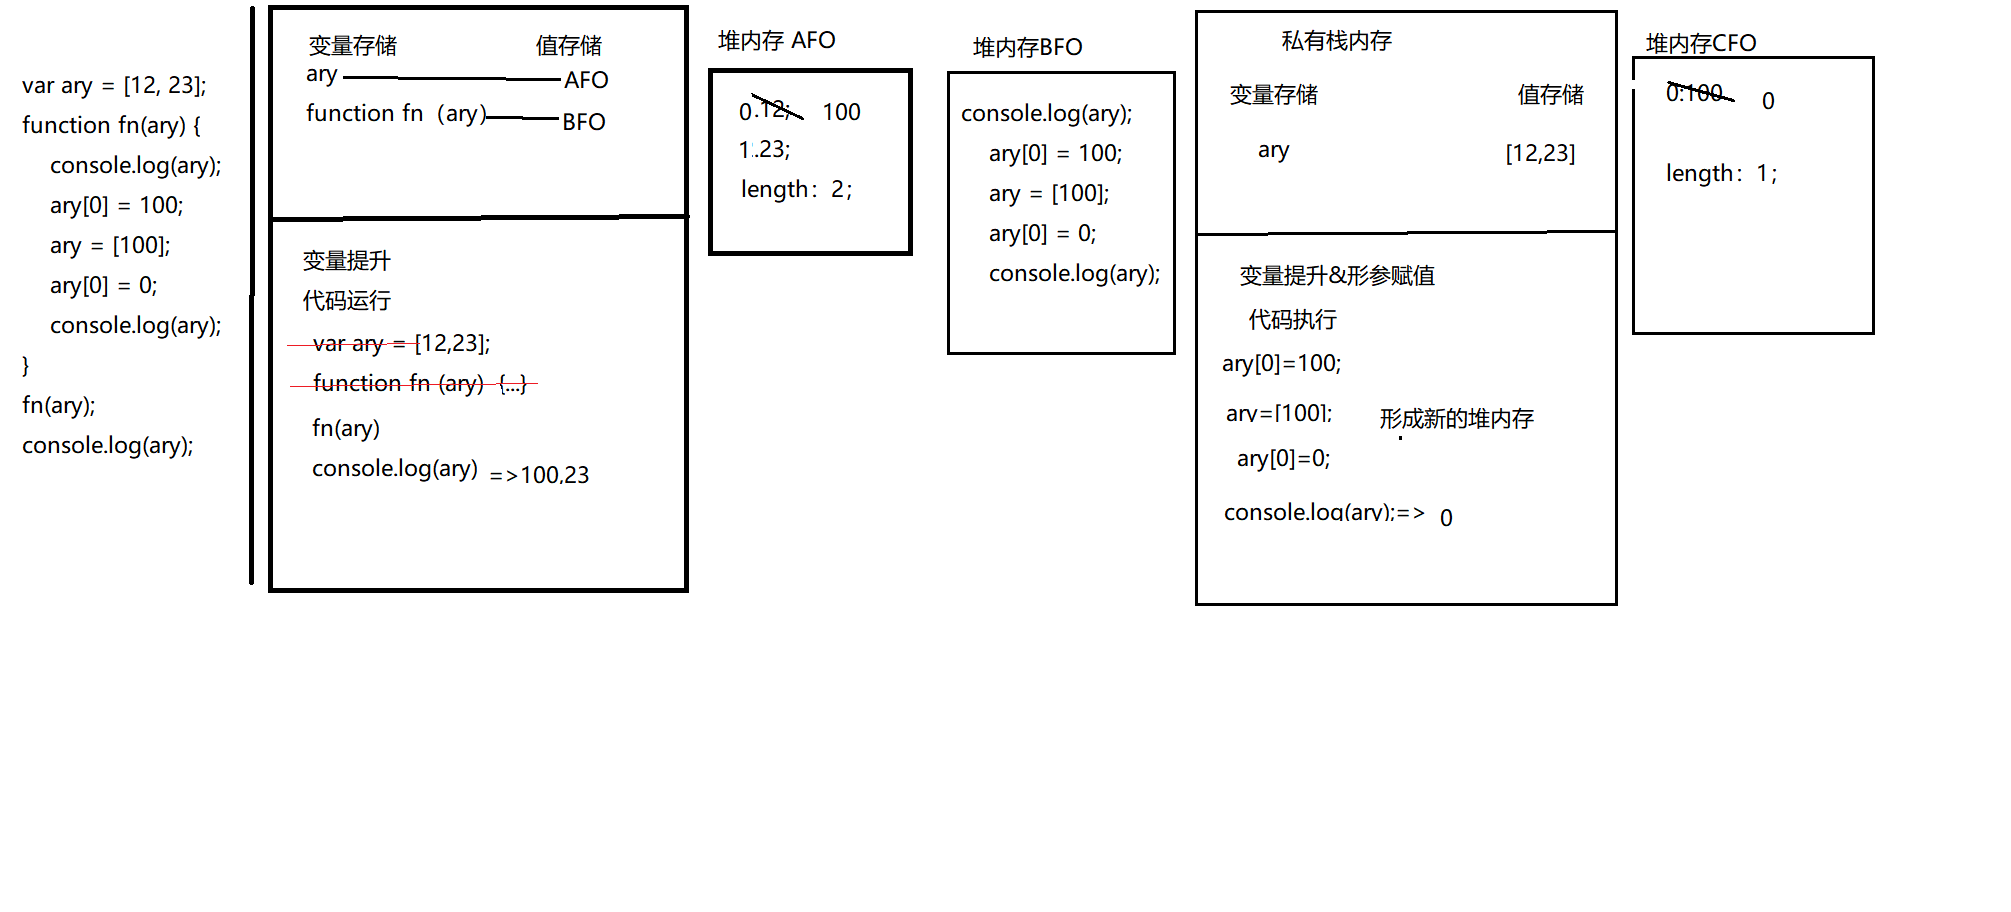 var ary = [12, 23];
function fn(ary) {
console.log(ary);
ary[0] = 100;
ary = [100];
ary[0] = 0;
console.log(ary);
}
fn(ary);
console.log(ary);
变量存储 值存储
ary AFO
function fn（ary） BFO
变量提升
代码运行
var ary = [12,23];
function fn (ary) {...}
fn(ary)
console.log(ary) =>100,23
堆内存 AFO
0.12; 100
1.23;
length：2；
堆内存BFO
console.log(ary);
ary[0] = 100;
ary = [100];
ary[0] = 0;
console.log(ary);
私有栈内存
变量存储 值存储
ary [12,23]
变量提升&形参赋值
代码执行
ary[0]=100;
ary=[100]; 形成新的堆内存
ary[0]=0;
console.log(ary);=> 0
堆内存CFO
0:100 0
length：1；